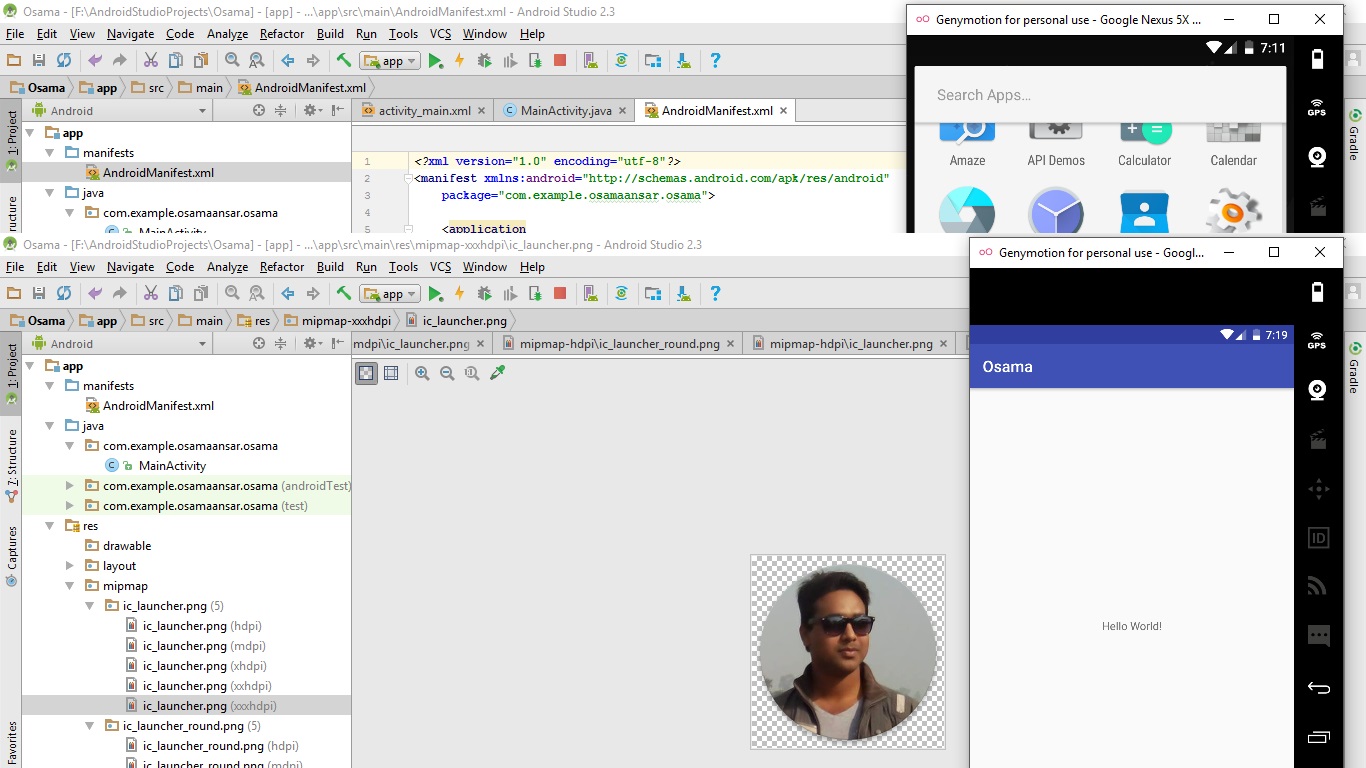 Osama - [F:\AndroidStudioProjects\Osama] - [app] - ...\app\src\main\AndroidManifest.xml - Android Studio 2.3
File Edit View Navigate Code Analyze Refactor Build Run Tools VCS Window Help
app
Osama app src main AndroidManifest.xml
Android
activity_main.xml MainActivity.java AndroidManifest.xml
1: Project
Structure
app
manifests
AndroidManifest.xml
java
com.example.osamaansar.osama
MainActivity
1 <?xml version="1.0" encoding="utf-8"?>
2 <manifest xmlns:android="http://schemas.android.com/apk/res/android"
3 package="com.example.osamaansar.osama">
4
5 <application
Genymotion for personal use - Google Nexus 5X ...
7:11
Search Apps...
Amaze API Demos Calculator Calendar
GPS
Gradle
Osama - [F:\AndroidStudioProjects\Osama] - [app] - ...\app\src\main\res\mipmap-xxxhdpi\ic_launcher.png - Android Studio 2.3
File Edit View Navigate Code Analyze Refactor Build Run Tools VCS Window Help
app
Osama app src main res mipmap-xxxhdpi ic_launcher.png
Android
mdpi\ic_launcher.png mipmap-hdpi\ic_launcher_round.png mipmap-hdpi\ic_launcher.png
1: Project
7: Structure
Captures
Favorites
app
manifests
AndroidManifest.xml
java
com.example.osamaansar.osama
MainActivity
com.example.osamaansar.osama (androidTest)
com.example.osamaansar.osama (test)
res
drawable
layout
mipmap
ic_launcher.png (5)
ic_launcher.png (hdpi)
ic_launcher.png (mdpi)
ic_launcher.png (xhdpi)
ic_launcher.png (xxhdpi)
ic_launcher.png (xxxhdpi)
ic_launcher_round.png (5)
ic_launcher_round.png (hdpi)
ic_launcher_round.png (mdpi)
1:1
Genymotion for personal use - Googl...
7:19
Osama
Hello World!
GPS
ID
Gradle